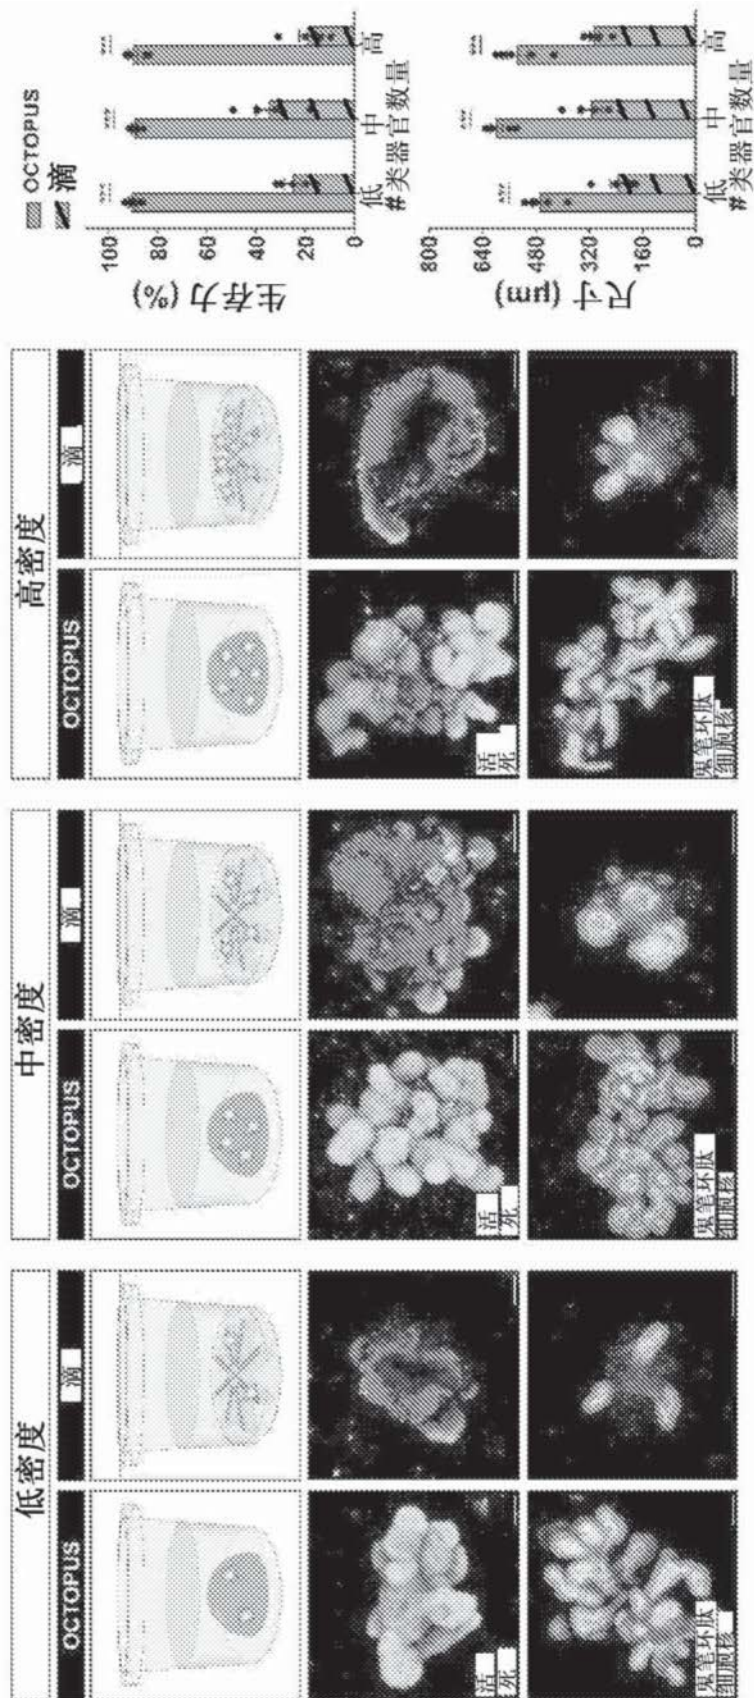 低密度
中密度
高密度
OCTOPUS
滴
OCTOPUS
滴
OCTOPUS
滴
活
死
活
死
活
死
鬼笔环肽
细胞核
鬼笔环肽
细胞核
鬼笔环肽
细胞核
OCTOPUS
滴
生存力 (%)
100
80
60
40
20
0
***
***
***
低
中
高
# 类器官数量
尺寸 (μm)
800
640
480
320
160
0
***
***
***
低
中
高
# 类器官数量